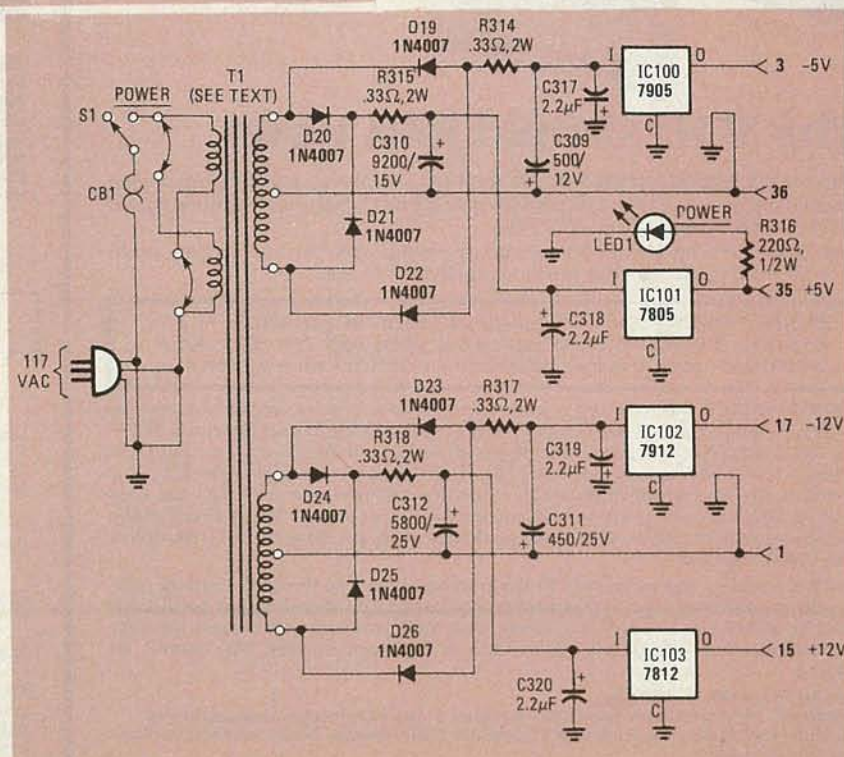 D19
1N4007
R314
.33Ω, 2W
T1
(SEE TEXT)
POWER
S1
CB1
R315
.33Ω, 2W
D20
1N4007
C310
9200/
15V
C317
2.2µF
I
IC100
7905
O
C
3 -5V
C309
500/
12V
D21
1N4007
36
POWER
LED1
R316
220Ω,
1/2W
D22
1N4007
I
IC101
7805
O
C
35 +5V
C318
2.2µF
117
VAC
D23
1N4007
R317
.33Ω, 2W
R318
.33Ω, 2W
D24
1N4007
C312
5800/
25V
C319
2.2µF
I
IC102
7912
O
C
17 -12V
C311
450/25V
D25
1N4007
1
D26
1N4007
I
IC103
7812
O
C
15 +12V
C320
2.2µF
+
+
+
+
+
+
+
+